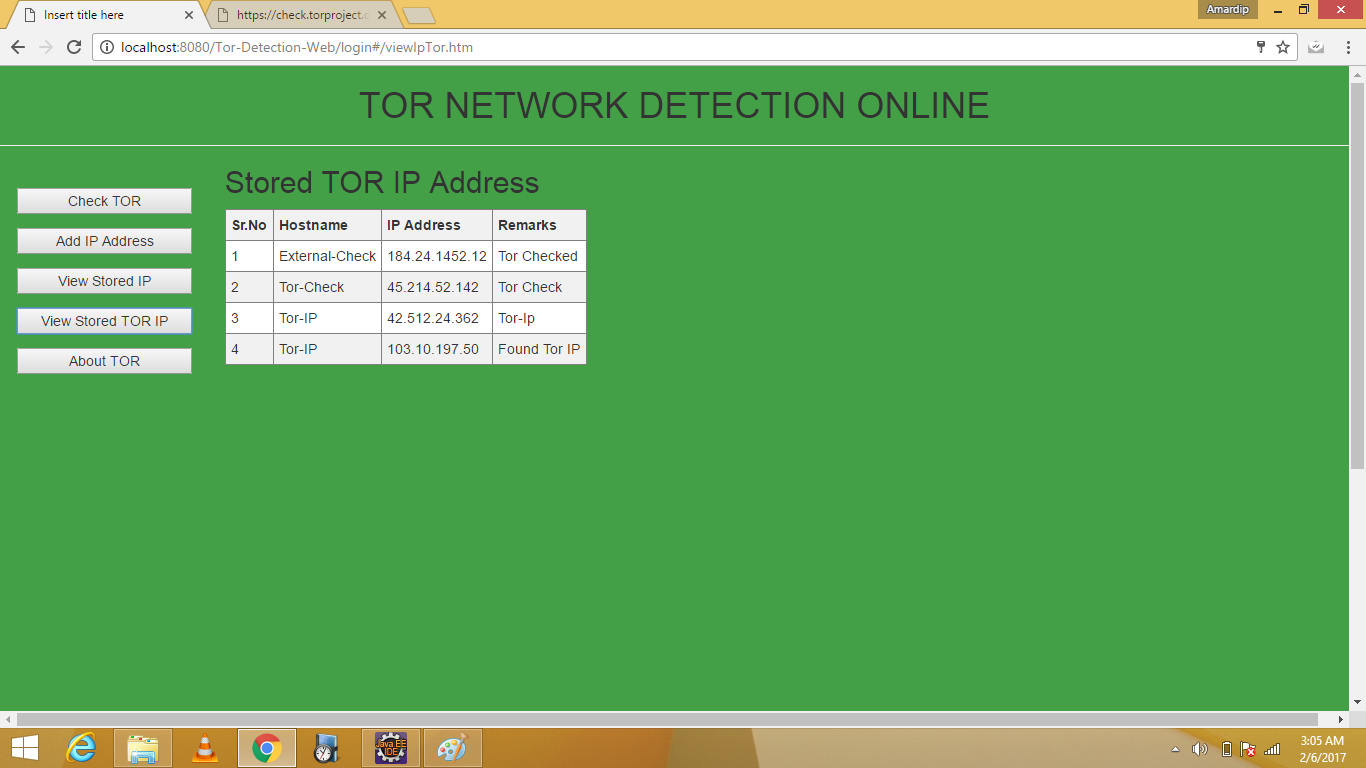 Insert title here
https://check.torproject.
Amardip
localhost:8080/Tor-Detection-Web/login#/viewIpTor.htm
TOR NETWORK DETECTION ONLINE
Check TOR
Add IP Address
View Stored IP
View Stored TOR IP
About TOR
Stored TOR IP Address
Sr.No Hostname IP Address Remarks
1 External-Check 184.24.1452.12 Tor Checked
2 Tor-Check 45.214.52.142 Tor Check
3 Tor-IP 42.512.24.362 Tor-Ip
4 Tor-IP 103.10.197.50 Found Tor IP
Java EE
IDE
3:05 AM
2/6/2017